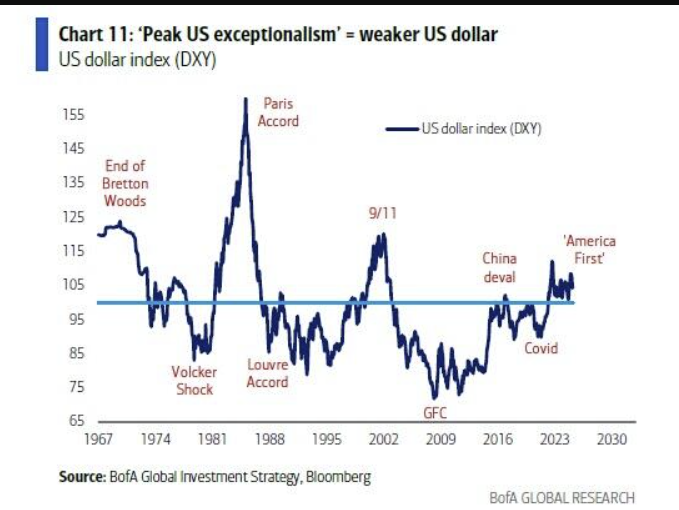 Chart 11: ‘Peak US exceptionalism’ = weaker US dollar
US dollar index (DXY)
155
145
135
125
115
105
95
85
75
65
End of
Bretton
Woods
Paris
Accord
US dollar index (DXY)
9/11
China
deval
‘America
First’
Volcker
Shock
Louvre
Accord
GFC
Covid
1967 1974 1981 1988 1995 2002 2009 2016 2023 2030
Source: BofA Global Investment Strategy, Bloomberg
BofA GLOBAL RESEARCH